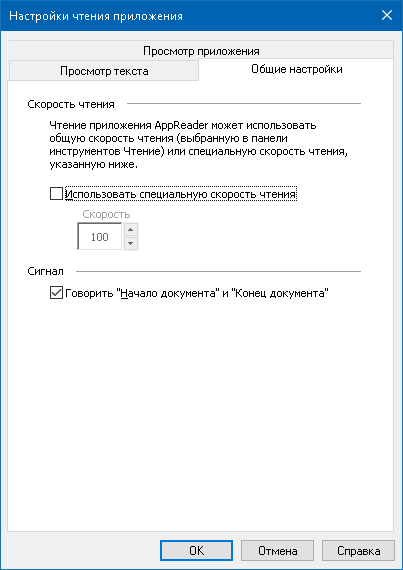 Настройки чтения приложения
Просмотр приложения
Просмотр текста
Общие настройки
Скорость чтения
Чтение приложения AppReader может использовать
общую скорость чтения (выбранную в панели
инструментов Чтение) или специальную скорость чтения,
указанную ниже.
Использовать специальную скорость чтения
Скорость
100
Сигнал
Говорить "Начало документа" и "Конец документа"
OK
Отмена
Справка